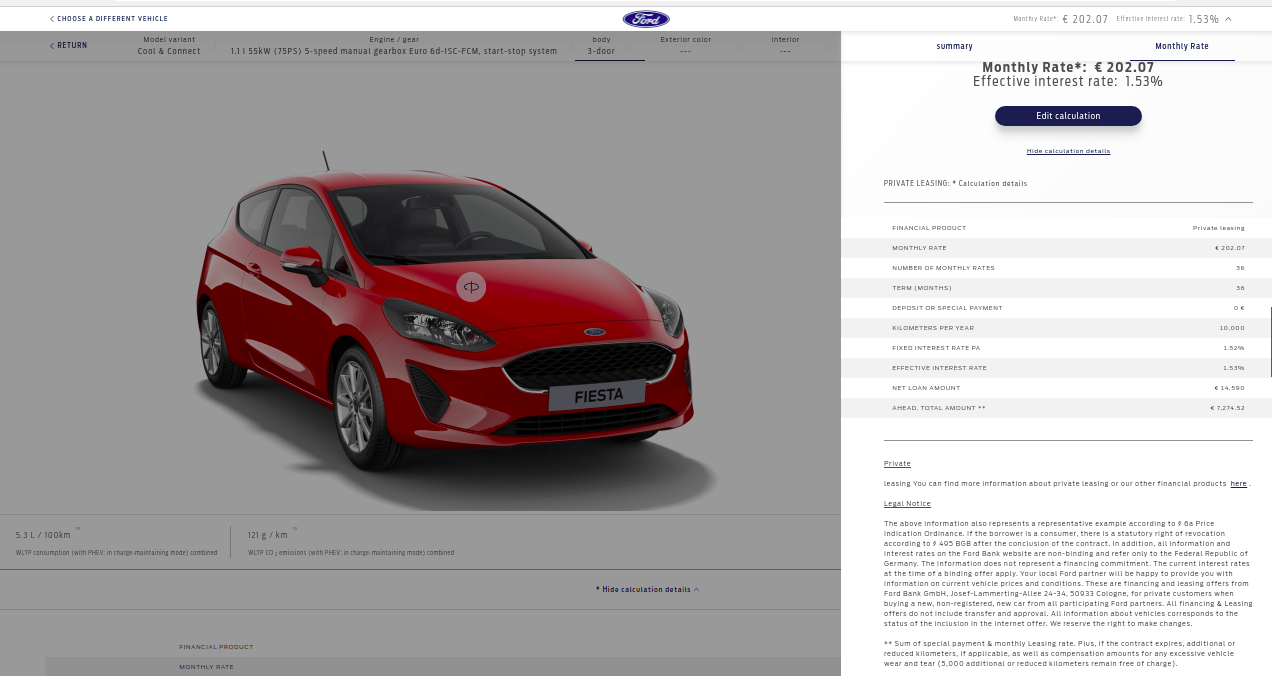 CHOOSE A DIFFERENT VEHICLE
Ford
Monthly Rate*: € 202.07 Effective interest rate: 1.53%
RETURN
Model variant
Cool & Connect
Engine / gear
1.1 l 55kW (75PS) 5-speed manual gearbox Euro 6d-ISC-FCM, start-stop system
body
3-door
Exterior color
---
interior
---
summary
Monthly Rate
Monthly Rate*: € 202.07
Effective interest rate: 1.53%
Edit calculation
Hide calculation details
PRIVATE LEASING: * Calculation details
FINANCIAL PRODUCT Private leasing
MONTHLY RATE € 202.07
NUMBER OF MONTHLY RATES 36
TERM (MONTHS) 36
DEPOSIT OR SPECIAL PAYMENT 0 €
KILOMETERS PER YEAR 10,000
FIXED INTEREST RATE PA 1.52%
EFFECTIVE INTEREST RATE 1.53%
NET LOAN AMOUNT € 14,590
AHEAD. TOTAL AMOUNT ** € 7,274.52
Private
leasing You can find more information about private leasing or our other financial products here .
Legal Notice
The above information also represents a representative example according to § 6a Price
Indication Ordinance. If the borrower is a consumer, there is a statutory right of revocation
according to § 495 BGB after the conclusion of the contract. In addition, all information and
interest rates on the Ford Bank website are non-binding and refer only to the Federal Republic of
Germany. The information does not represent a financing commitment. The current interest rates
at the time of a binding offer apply. Your local Ford partner will be happy to provide you with
information on current vehicle prices and conditions. These are financing and leasing offers from
Ford Bank GmbH, Josef-Lammerting-Allee 24-34, 50933 Cologne, for private customers when
buying a new, non-registered, new car from all participating Ford partners. All financing & Leasing
offers do not include transfer and approval. All information about vehicles corresponds to the
status of the inclusion in the internet offer. We reserve the right to make changes.
** Sum of special payment & monthly Leasing rate. Plus, if the contract expires, additional or
reduced kilometers, if applicable, as well as compensation amounts for any excessive vehicle
wear and tear (5,000 additional or reduced kilometers remain free of charge).
FIESTA
5.3 L / 100km
WLTP consumption (with PHEV: in charge-maintaining mode) combined
121 g / km
WLTP CO 2 emissions (with PHEV: in charge-maintaining mode) combined
* Hide calculation details
FINANCIAL PRODUCT
MONTHLY RATE